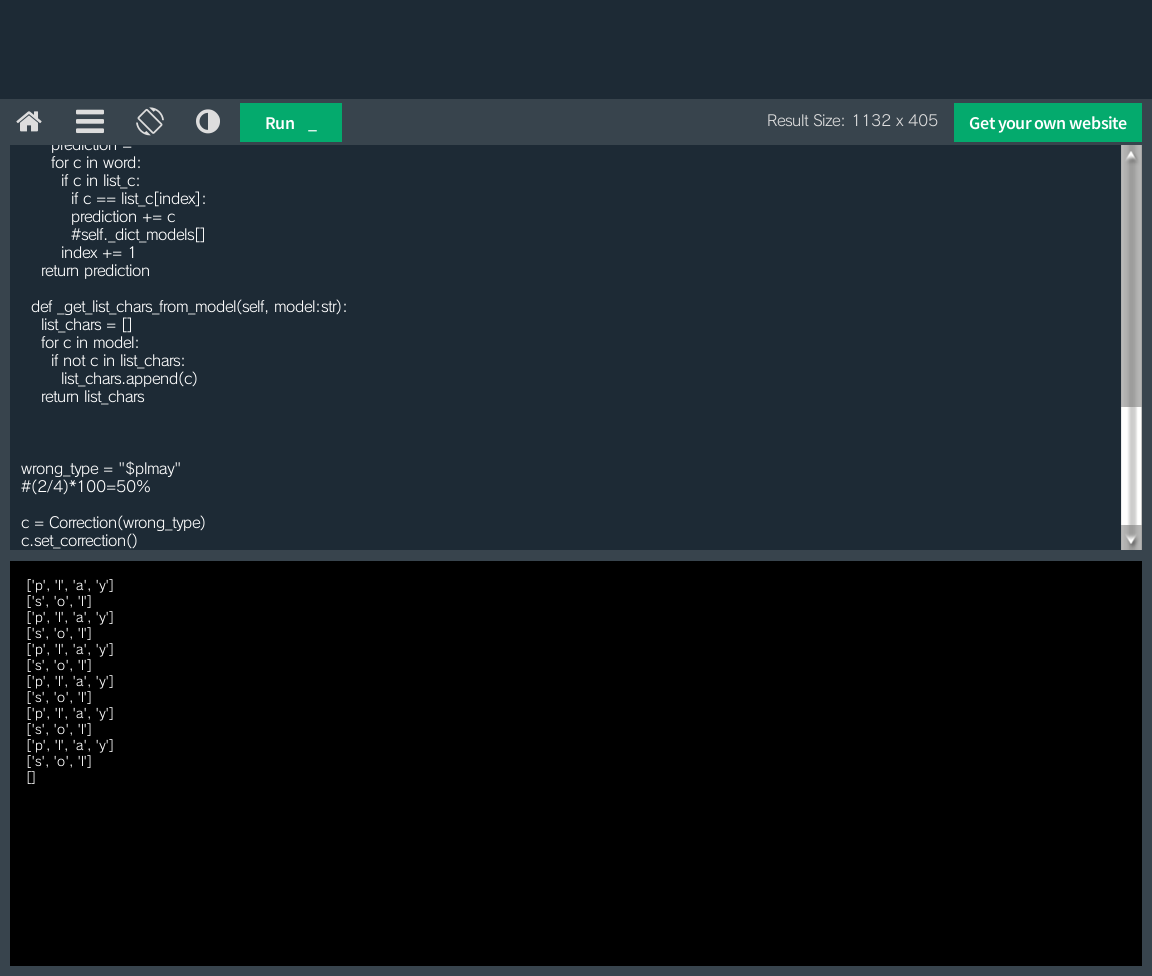 Run _
Result Size: 1132 x 405
Get your own website
prediction =
for c in word:
if c in list_c:
if c == list_c[index]:
prediction += c
#self._dict_models[]
index += 1
return prediction
def _get_list_chars_from_model(self, model:str):
list_chars = []
for c in model:
if not c in list_chars:
list_chars.append(c)
return list_chars
wrong_type = "$plmay"
#(2/4)*100=50%
c = Correction(wrong_type)
c.set_correction()
['p', 'l', 'a', 'y']
['s', 'o', 'l']
['p', 'l', 'a', 'y']
['s', 'o', 'l']
['p', 'l', 'a', 'y']
['s', 'o', 'l']
['p', 'l', 'a', 'y']
['s', 'o', 'l']
['p', 'l', 'a', 'y']
['s', 'o', 'l']
['p', 'l', 'a', 'y']
['s', 'o', 'l']
[]